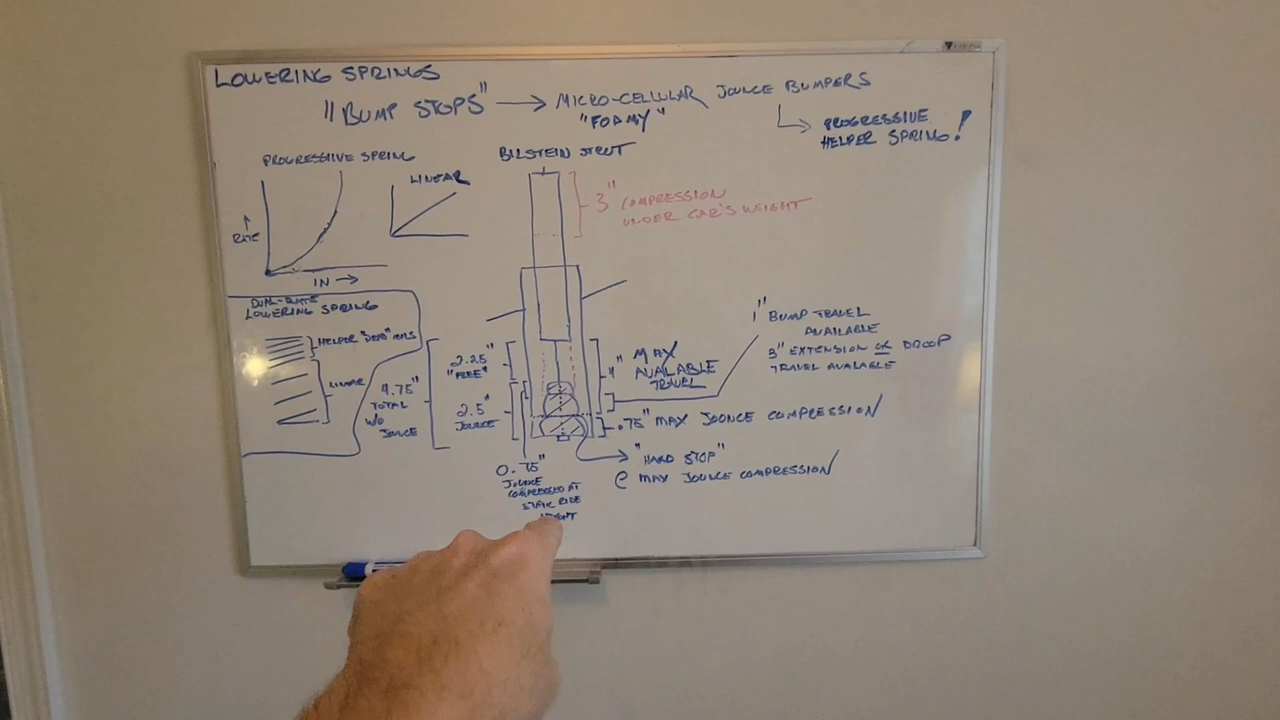 LOWERING SPRINGS
"BUMP STOPS" → MICRO-CELLULAR JOUNCE BUMPERS
"FOAMY"
PROGRESSIVE
HELPER SPRING!
PROGRESSIVE SPRING
LINEAR
RATE
IN →
BILSTEIN STRUT
3" COMPRESSION
UNDER CAR'S WEIGHT
DUAL-RATE
LOWERING SPRING
HELPER "DEAD" COILS
LINEAR
4.75"
TOTAL
W/O
JOUNCE
2.25"
"FREE"
2.5"
JOUNCE
4" MAX
AVAILABLE
TRAVEL
1" BUMP TRAVEL
AVAILABLE
3" EXTENSION OR DROOP
TRAVEL AVAILABLE
.75" MAX JOUNCE COMPRESSION
"HARD STOP"
@ MAX JOUNCE COMPRESSION
0.75"
JOUNCE
COMPRESSED AT
STATIC RIDE
HEIGHT